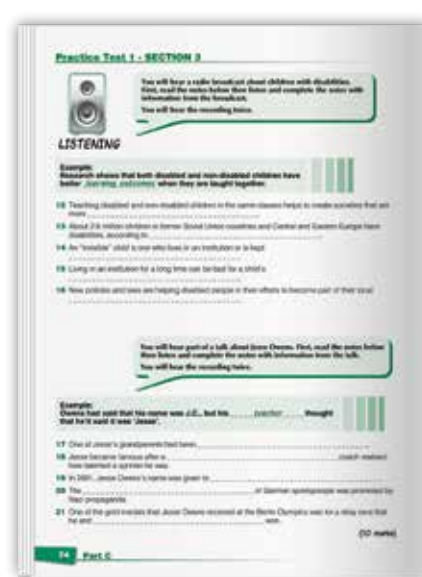 Practice Test 1 - SECTION 3
You will hear a radio broadcast about children with disabilities.
First, read the notes below then listen and complete the notes with
information from the broadcast.
You will hear the recording twice.
LISTENING
Example:
Research shows that both disabled and non-disabled children have
better learning outcomes when they are taught together.
12 Teaching disabled and non-disabled children in the same classes helps to create societies that are
more
13 About 2.6 million children in former Soviet Union countries and Central and Eastern Europe have
disabilities, according to
14 An "invisible" child is one who lives in an institution or is kept
15 Living in an institution for a long time can be bad for a child's
16 New policies and laws are helping disabled people in their efforts to become part of their local
You will hear part of a talk about Jesse Owens. First, read the notes below
then listen and complete the notes with information from the talk.
You will hear the recording twice.
Example:
Owens had said that his name was J.C., but his teacher thought
that he'd said it was 'Jesse'.
17 One of Jesse's grandparents had been
18 Jesse became famous after a coach realised
how talented a sprinter he was.
19 In 2001, Jesse Owens's name was given to
20 The of German sportspeople was promoted by
Nazi propaganda.
21 One of the gold medals that Jesse Owens received at the Berlin Olympics was for a relay race that
he and won.
(10 marks)
74 Part C